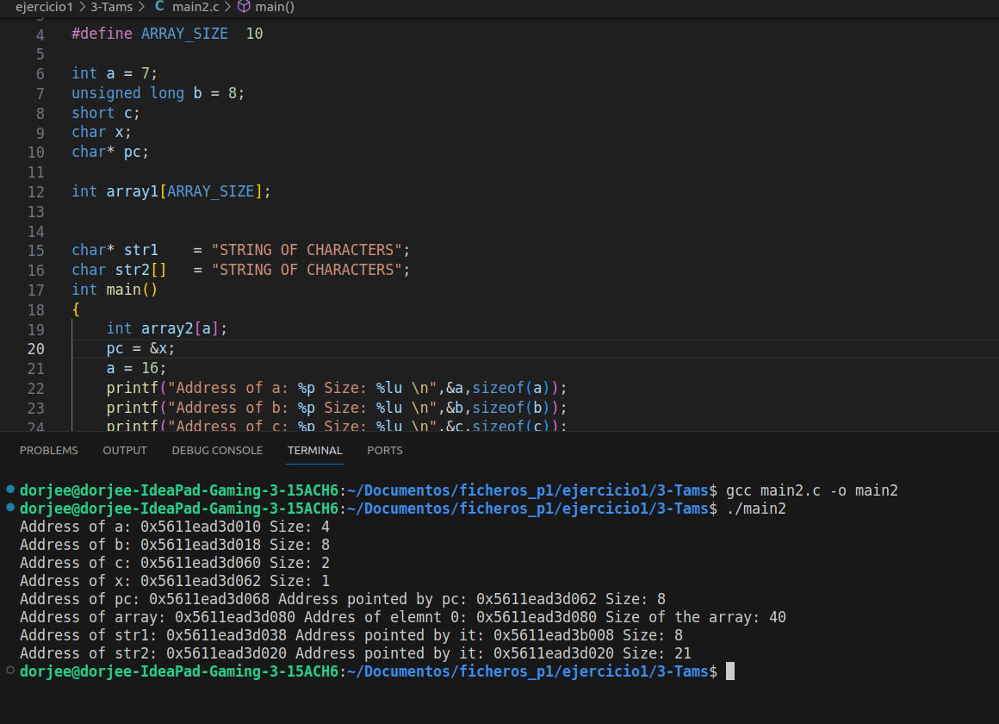 ejercicio1 > 3-Tams > C main2.c > main()
3
4 #define ARRAY_SIZE  10
5
6 int a = 7;
7 unsigned long b = 8;
8 short c;
9 char x;
10 char* pc;
11
12 int array1[ARRAY_SIZE];
13
14
15 char* str1    = "STRING OF CHARACTERS";
16 char str2[]   = "STRING OF CHARACTERS";
17 int main()
18 {
19     int array2[a];
20     pc = &x;
21     a = 16;
22     printf("Address of a: %p Size: %lu \n",&a,sizeof(a));
23     printf("Address of b: %p Size: %lu \n",&b,sizeof(b));
24     printf("Address of c: %p Size: %lu \n",&c,sizeof(c));
PROBLEMS OUTPUT DEBUG CONSOLE TERMINAL PORTS
dorjee@dorjee-IdeaPad-Gaming-3-15ACH6:~/Documentos/ficheros_p1/ejercicio1/3-Tams$ gcc main2.c -o main2
dorjee@dorjee-IdeaPad-Gaming-3-15ACH6:~/Documentos/ficheros_p1/ejercicio1/3-Tams$ ./main2
Address of a: 0x5611ead3d010 Size: 4
Address of b: 0x5611ead3d018 Size: 8
Address of c: 0x5611ead3d060 Size: 2
Address of x: 0x5611ead3d062 Size: 1
Address of pc: 0x5611ead3d068 Address pointed by pc: 0x5611ead3d062 Size: 8
Address of array: 0x5611ead3d080 Addres of elemnt 0: 0x5611ead3d080 Size of the array: 40
Address of str1: 0x5611ead3d038 Address pointed by it: 0x5611ead3b008 Size: 8
Address of str2: 0x5611ead3d020 Address pointed by it: 0x5611ead3d020 Size: 21
dorjee@dorjee-IdeaPad-Gaming-3-15ACH6:~/Documentos/ficheros_p1/ejercicio1/3-Tams$